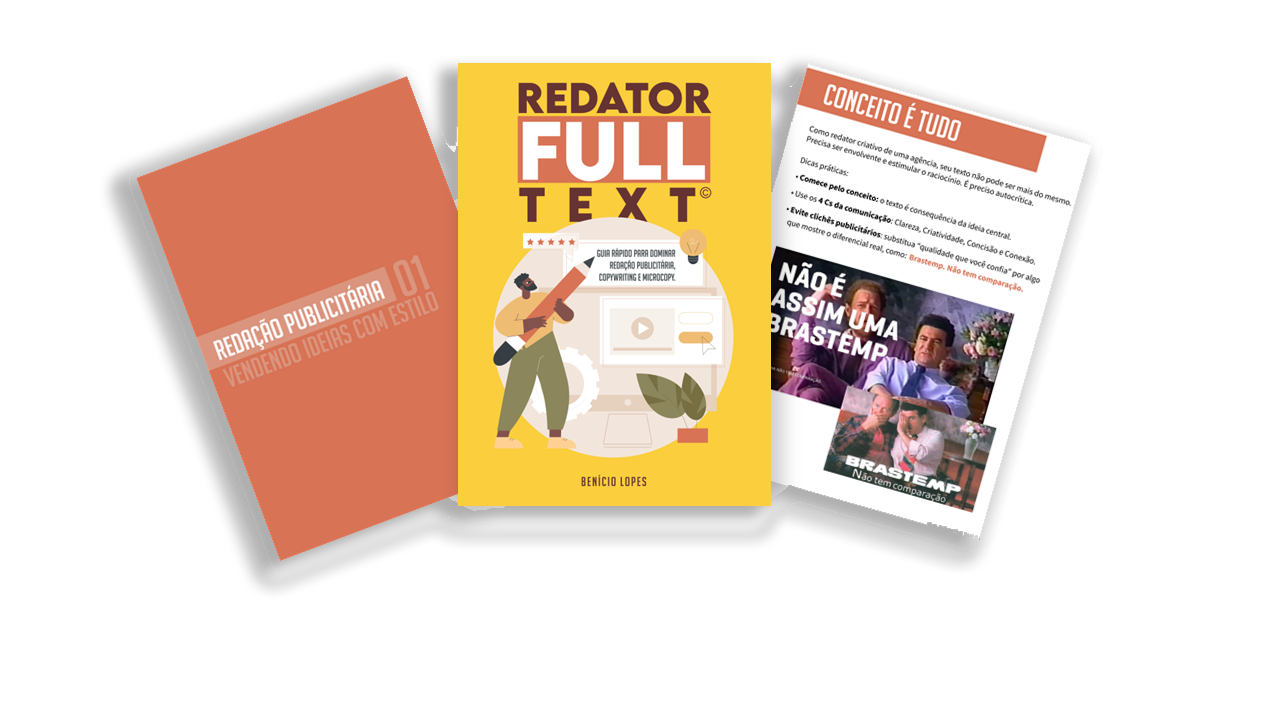 REDAÇÃO PUBLICITÁRIA 01
VENDENDO IDEIAS COM ESTILO
REDATOR
FULL
TEXT©
GUIA RÁPIDO PARA DOMINAR
REDAÇÃO PUBLICITÁRIA,
COPYWRITING E MICROCOPY.
BENÍCIO LOPES
CONCEITO É TUDO
Como redator criativo de uma agência, seu texto não pode ser mais do mesmo.
Precisa ser envolvente e estimular o raciocínio. É preciso autocrítica.
Dicas práticas:
• Comece pelo conceito: o texto é consequência da ideia central.
• Use os 4 Cs da comunicação: Clareza, Criatividade, Concisão e Conexão.
• Evite clichês publicitários: substitua "qualidade que você confia" por algo
que mostre o diferencial real, como: Brastemp. Não tem comparação.
NÃO É
ASSIM UMA
BRASTEMP
BRASTEMP
Não tem comparação